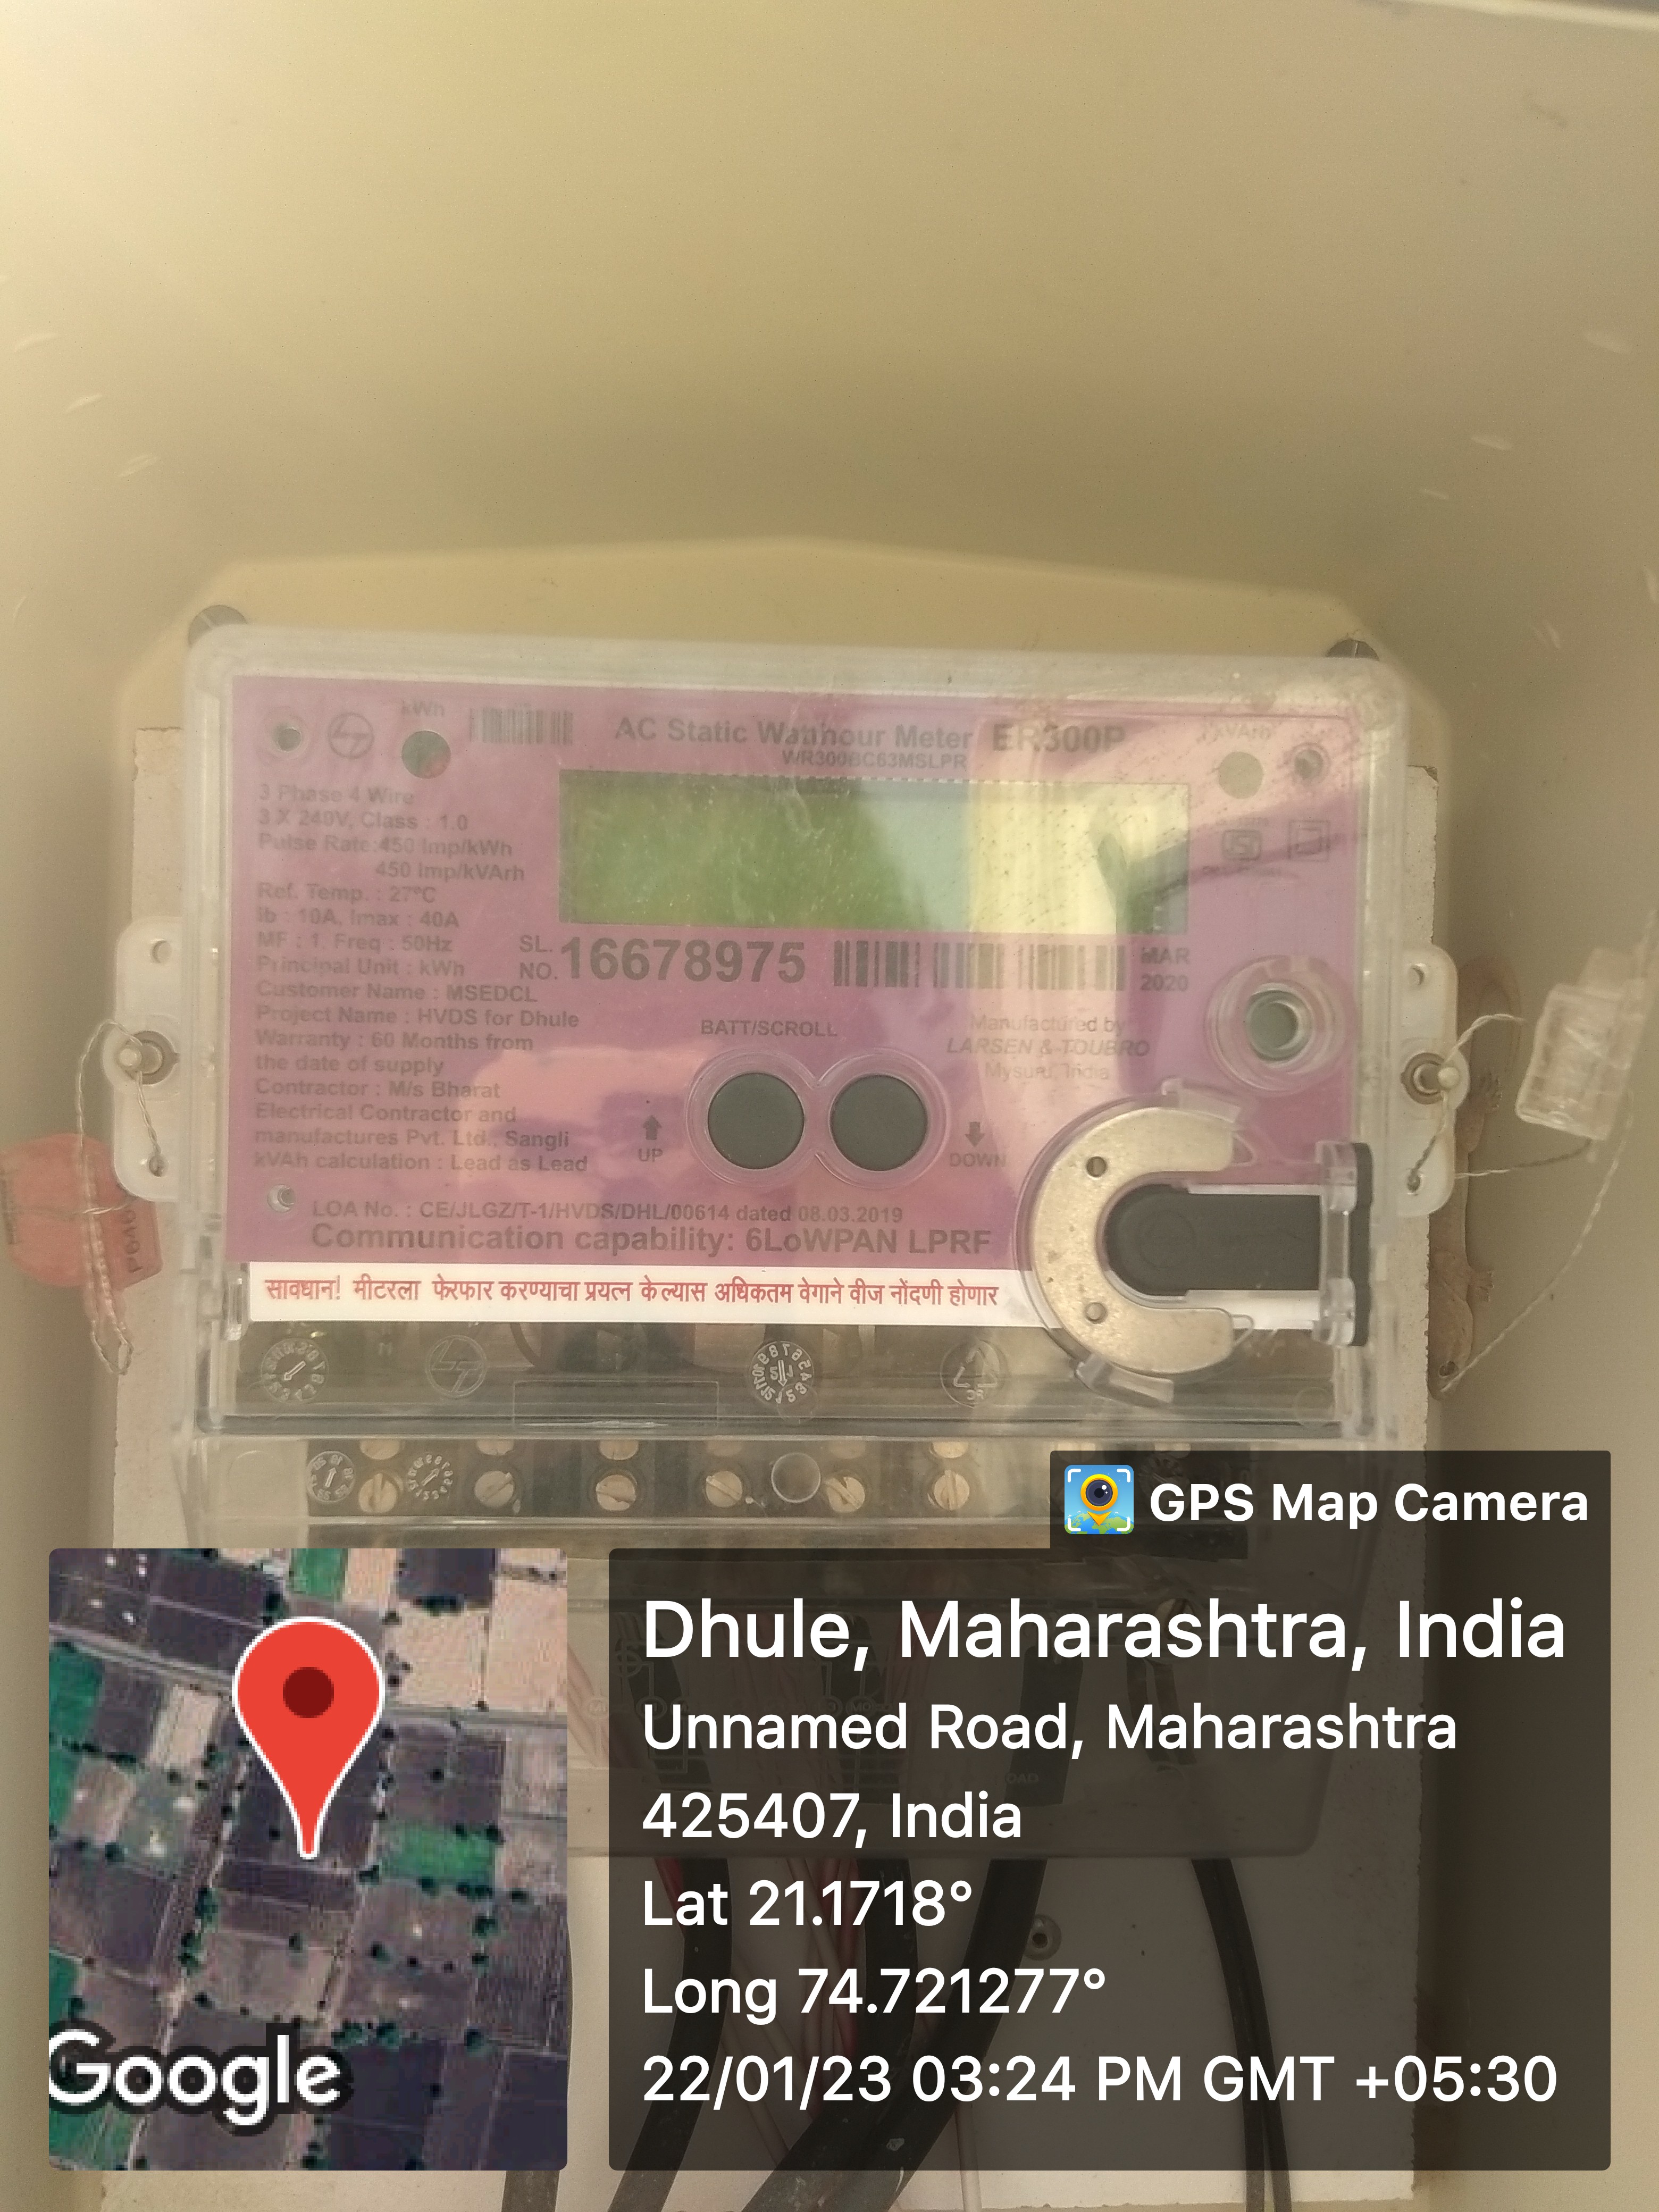 kWh
AC Static Watthour Meter ER300P
kVArh
WR300BC63MSLPR
3 Phase 4 Wire
3 X 240V, Class : 1.0
Pulse Rate:450 Imp/kWh
450 Imp/kVArh
Ref. Temp. : 27°C
Ib : 10A, Imax : 40A
MF : 1, Freq : 50Hz
Principal Unit : kWh
Customer Name : MSEDCL
Project Name : HVDS for Dhule
Warranty : 60 Months from
the date of supply
Contractor : M/s Bharat
Electrical Contractor and
manufactures Pvt. Ltd., Sangli
kVAh calculation : Lead as Lead
SL.
NO. 16678975
MAR
2020
BATT/SCROLL
UP
DOWN
Manufactured by
LARSEN & TOUBRO
Mysuru, India
LOA No. : CE/JLGZ/T-1/HVDS/DHL/00614 dated 08.03.2019
Communication capability: 6LoWPAN LPRF
सावधान! मीटरला फेरफार करण्याचा प्रयत्न केल्यास अधिकतम वेगाने वीज नोंदणी होणार
GPS Map Camera
Dhule, Maharashtra, India
Unnamed Road, Maharashtra
425407, India
Lat 21.1718°
Long 74.721277°
22/01/23 03:24 PM GMT +05:30
Google